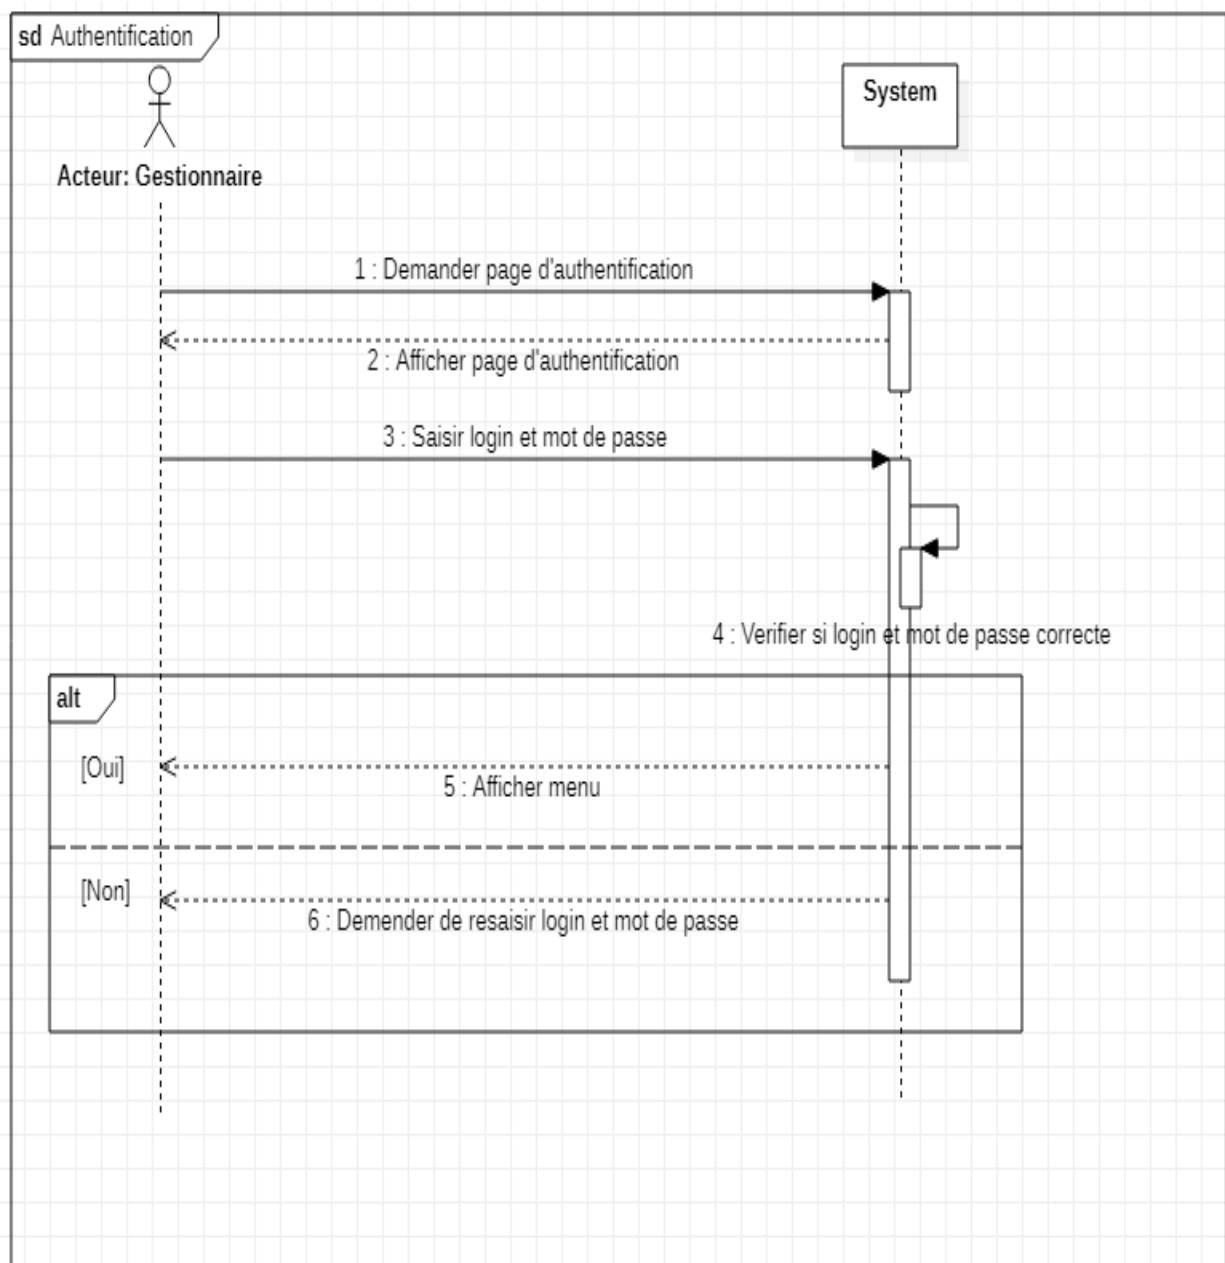 sd Authentification
System
Acteur: Gestionnaire
1 : Demander page d'authentification
2 : Afficher page d'authentification
3 : Saisir login et mot de passe
4 : Verifier si login et mot de passe correcte
alt
[Oui]
5 : Afficher menu
[Non]
6 : Demender de resaisir login et mot de passe